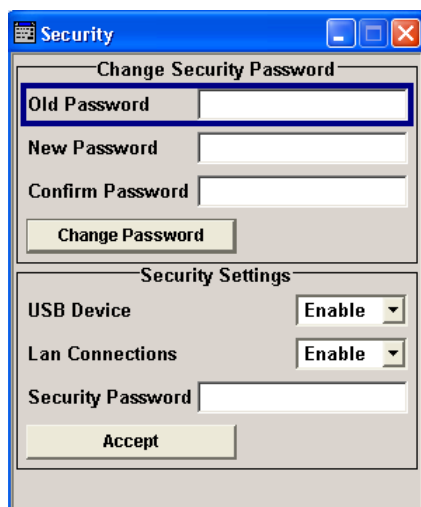 Security
Change Security Password
Old Password
New Password
Confirm Password
Change Password
Security Settings
USB Device Enable
Lan Connections Enable
Security Password
Accept